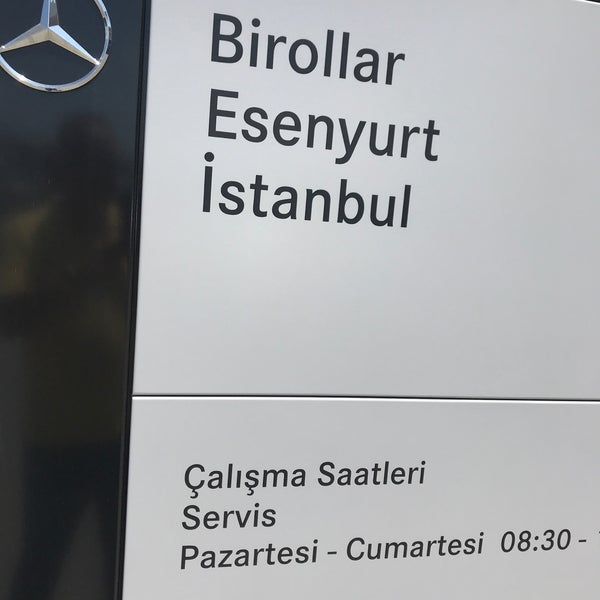 Birollar
Esenyurt
İstanbul
Çalışma Saatleri
Servis
Pazartesi - Cumartesi 08:30 -